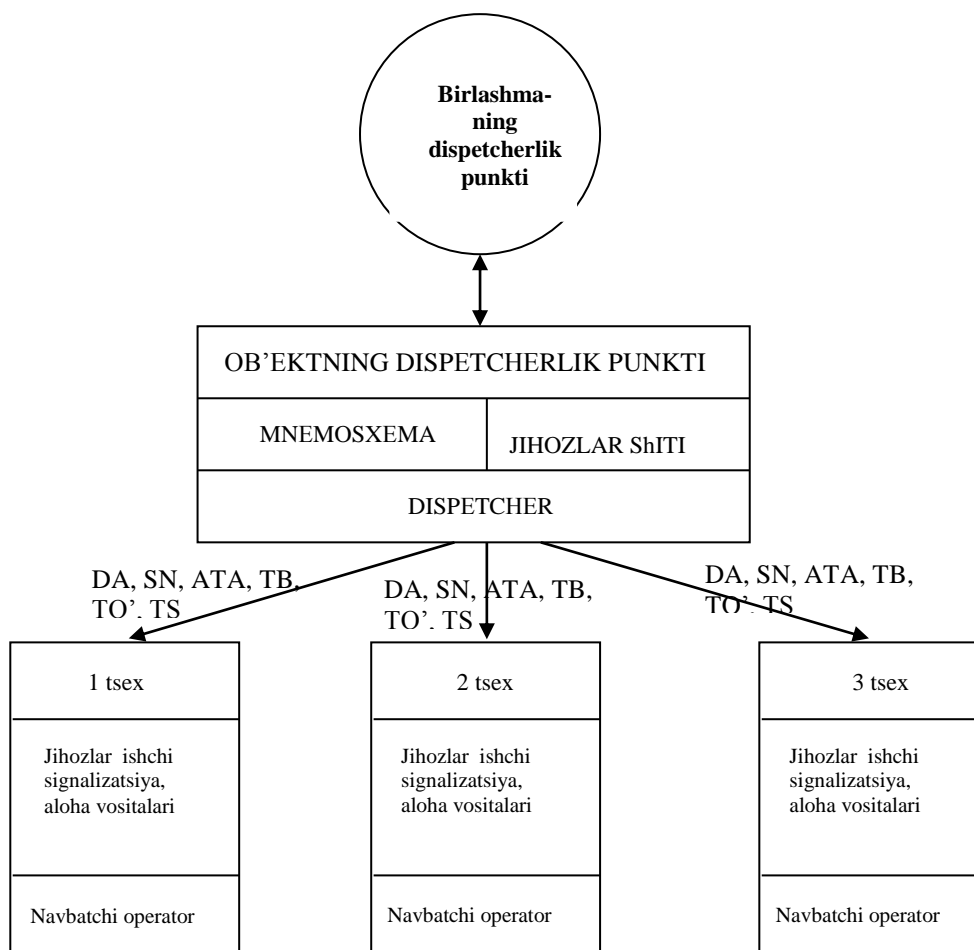 Birlashma-
ning
dispetcherlik
punkti
OB’EKTNING DISPETCHERLIK PUNKTI
MNEMOSXEMA
JIHOZLAR ShITI
DISPETCHER
DA, SN, ATA, TB,
TO’, TS
DA, SN, ATA, TB,
TO’, TS
DA, SN, ATA, TB,
TO’, TS
1 tsex
2 tsex
3 tsex
Jihozlar ishchi
signalizatsiya,
aloha vositalari
Jihozlar ishchi
signalizatsiya,
aloha vositalari
Jihozlar ishchi
signalizatsiya,
aloha vositalari
Navbatchi operator
Navbatchi operator
Navbatchi operator